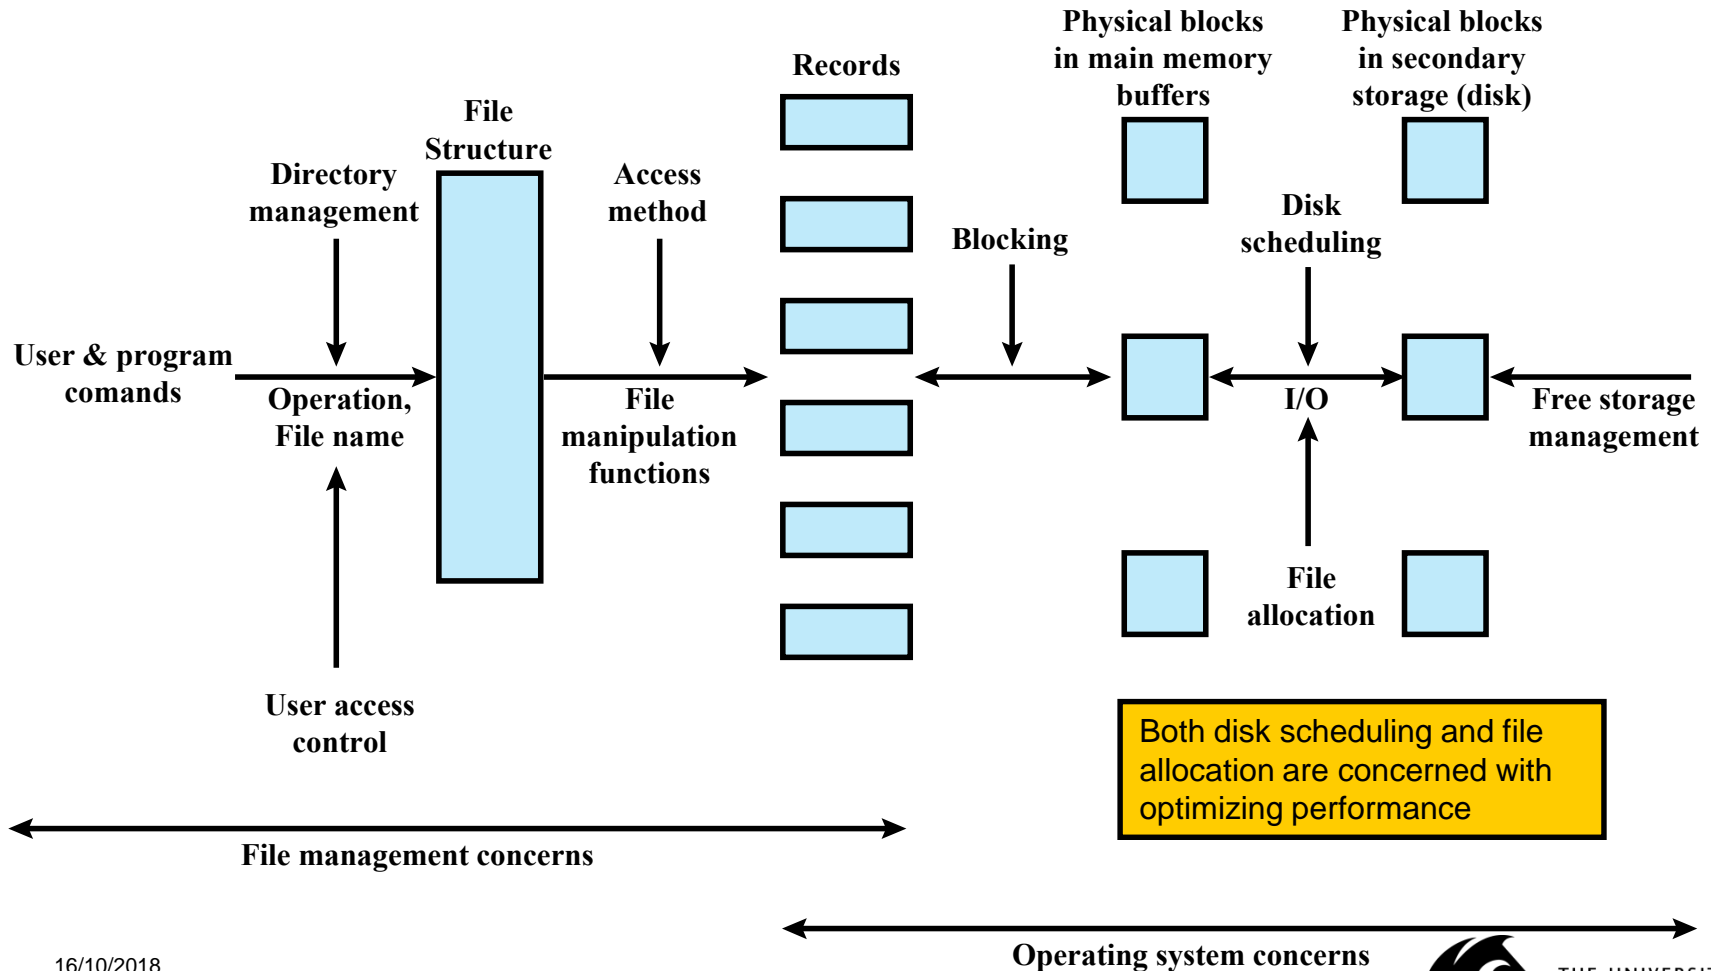 Physical blocks
in main memory
buffers
Physical blocks
in secondary
storage (disk)
Records
File
Structure
Directory
management
Access
method
Blocking
Disk
scheduling
User & program
comands
Operation,
File name
File
manipulation
functions
I/O
Free storage
management
File
allocation
User access
control
Both disk scheduling and file
allocation are concerned with
optimizing performance
File management concerns
Operating system concerns
16/10/2018
THE